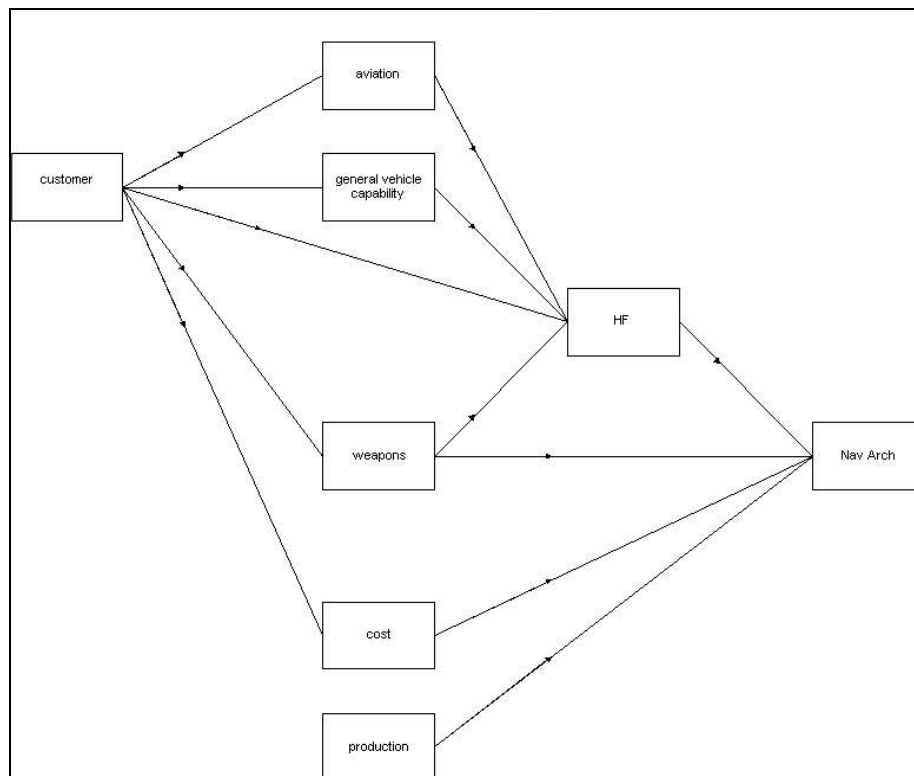 aviation
customer
general vehicle
capability
HF
weapons
Nav Arch
cost
production